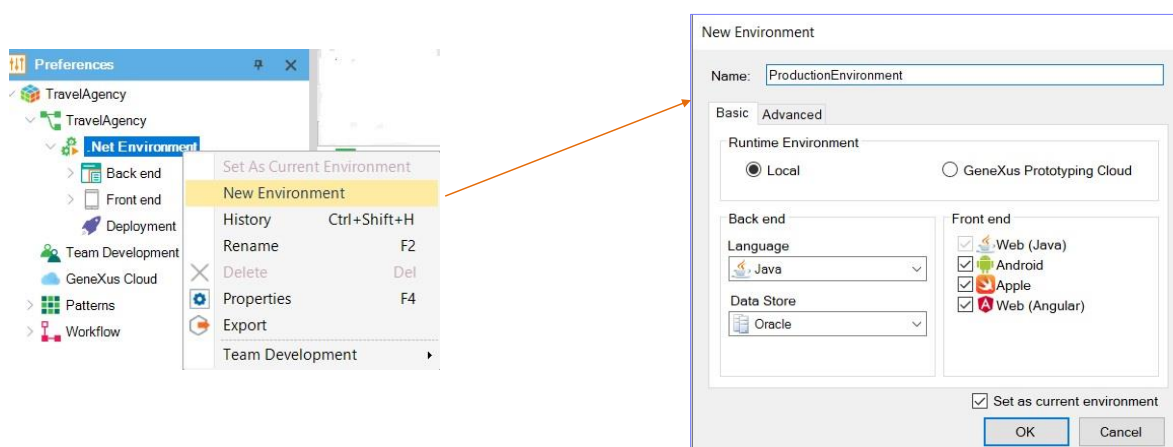 Preferences
TravelAgency
TravelAgency
.Net Environment
Back end
Front end
Deployment
Team Development
GeneXus Cloud
Patterns
Workflow
Set As Current Environment
New Environment
History Ctrl+Shift+H
Rename F2
Delete Del
Properties F4
Export
Team Development
New Environment
Name: ProductionEnvironment
Basic Advanced
Runtime Environment
Local GeneXus Prototyping Cloud
Back end
Language
Java
Data Store
Oracle
Front end
Web (Java)
Android
Apple
Web (Angular)
Set as current environment
OK Cancel